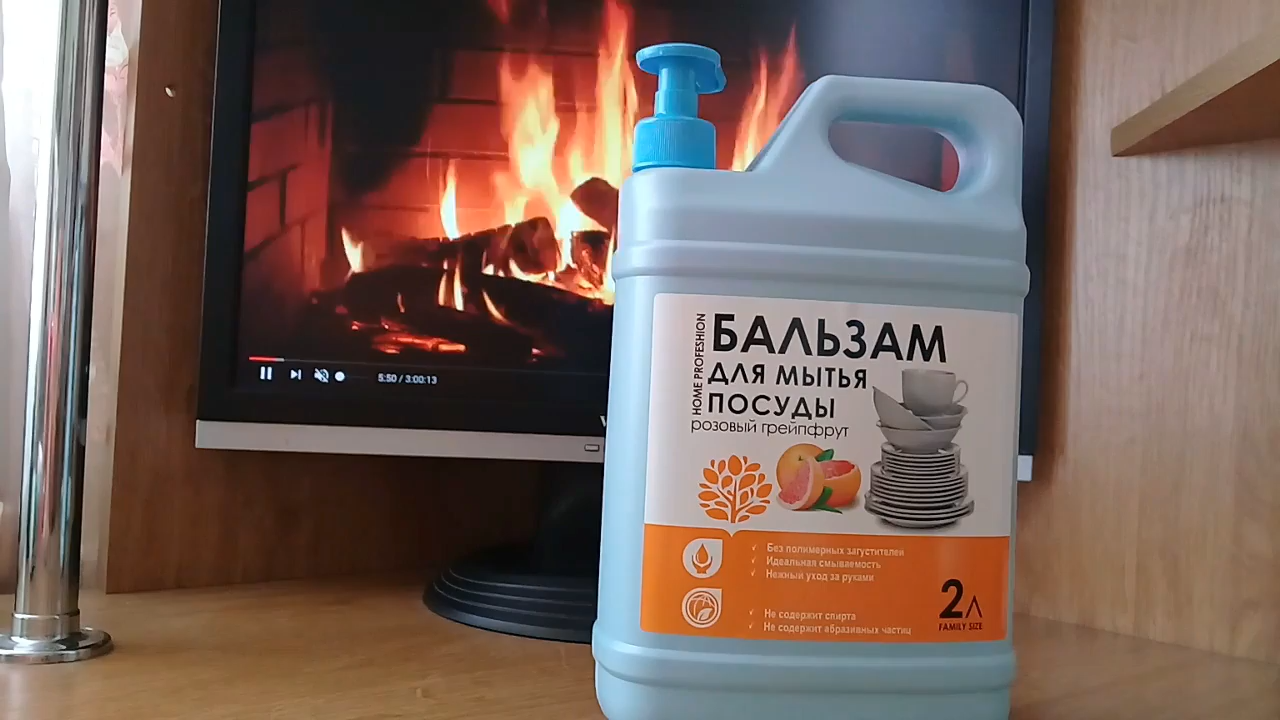 5:50 / 3:00:13
HOME PROFESHION
БАЛЬЗАМ
ДЛЯ МЫТЬЯ
ПОСУДЫ
розовый грейпфрут
Без полимерных загустителей
Идеальная смываемость
Нежный уход за руками
Не содержит спирта
Не содержит абразивных частиц
2Л
FAMILY SIZE